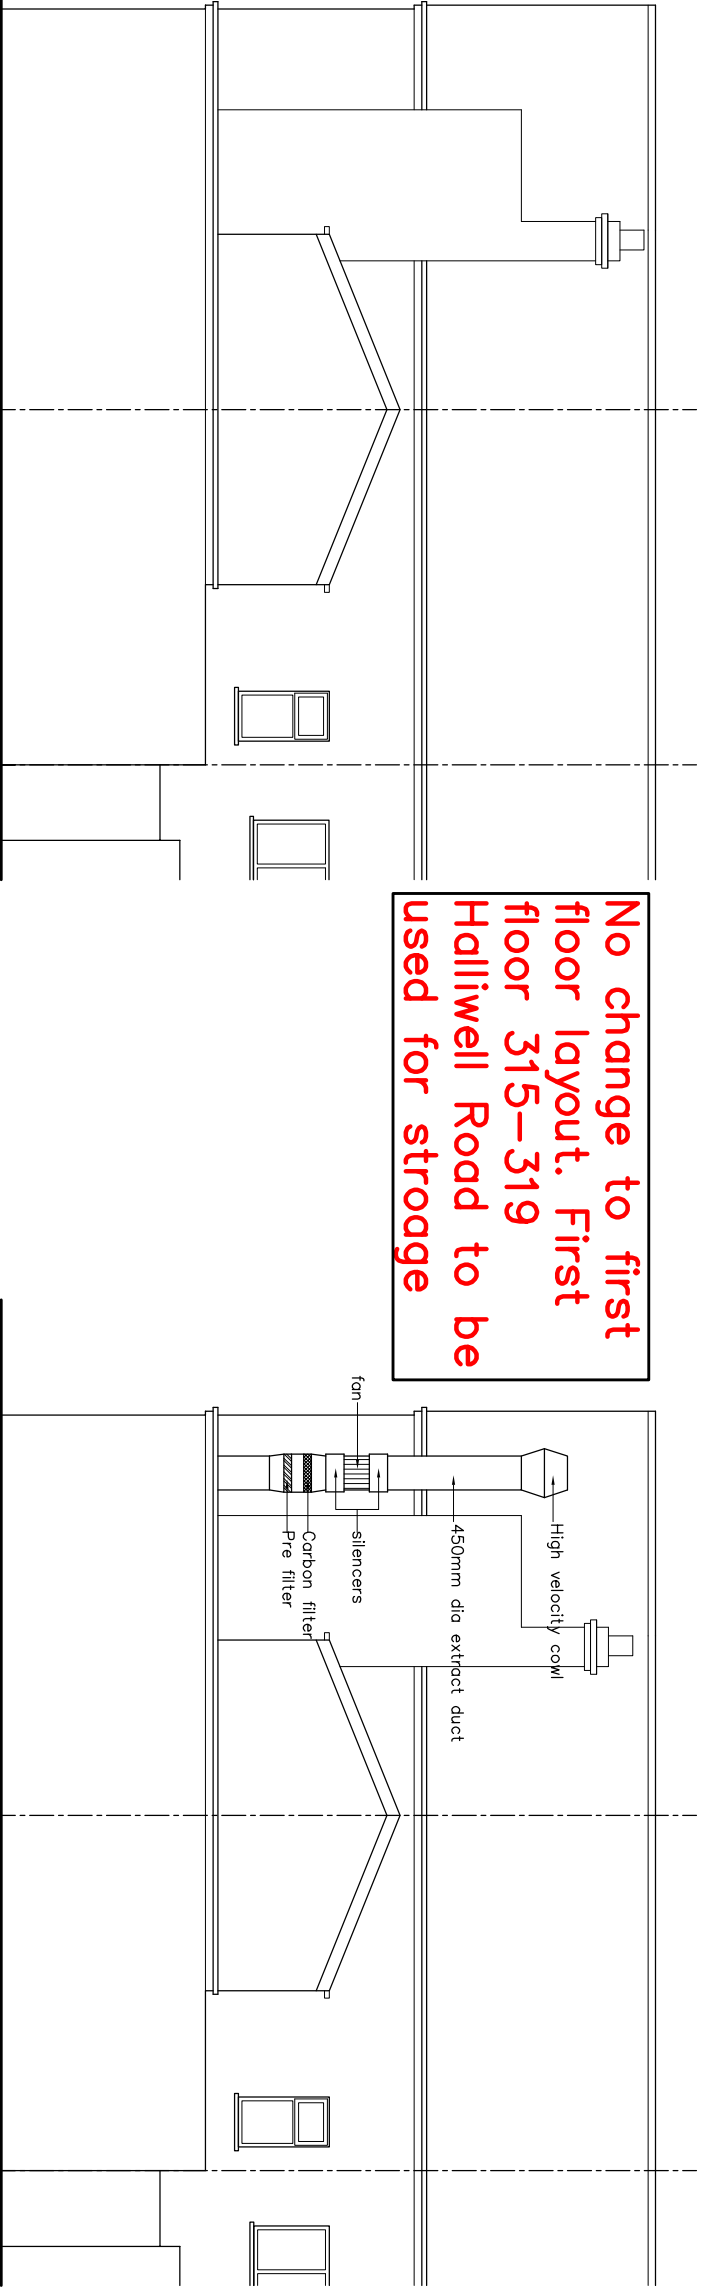 No change to first
floor layout. First
floor 315-319
Halliwell Road to be
used for stroage
fan
High velocity cowl
450mm dia extract duct
silencers
Carbon filter
Pre filter